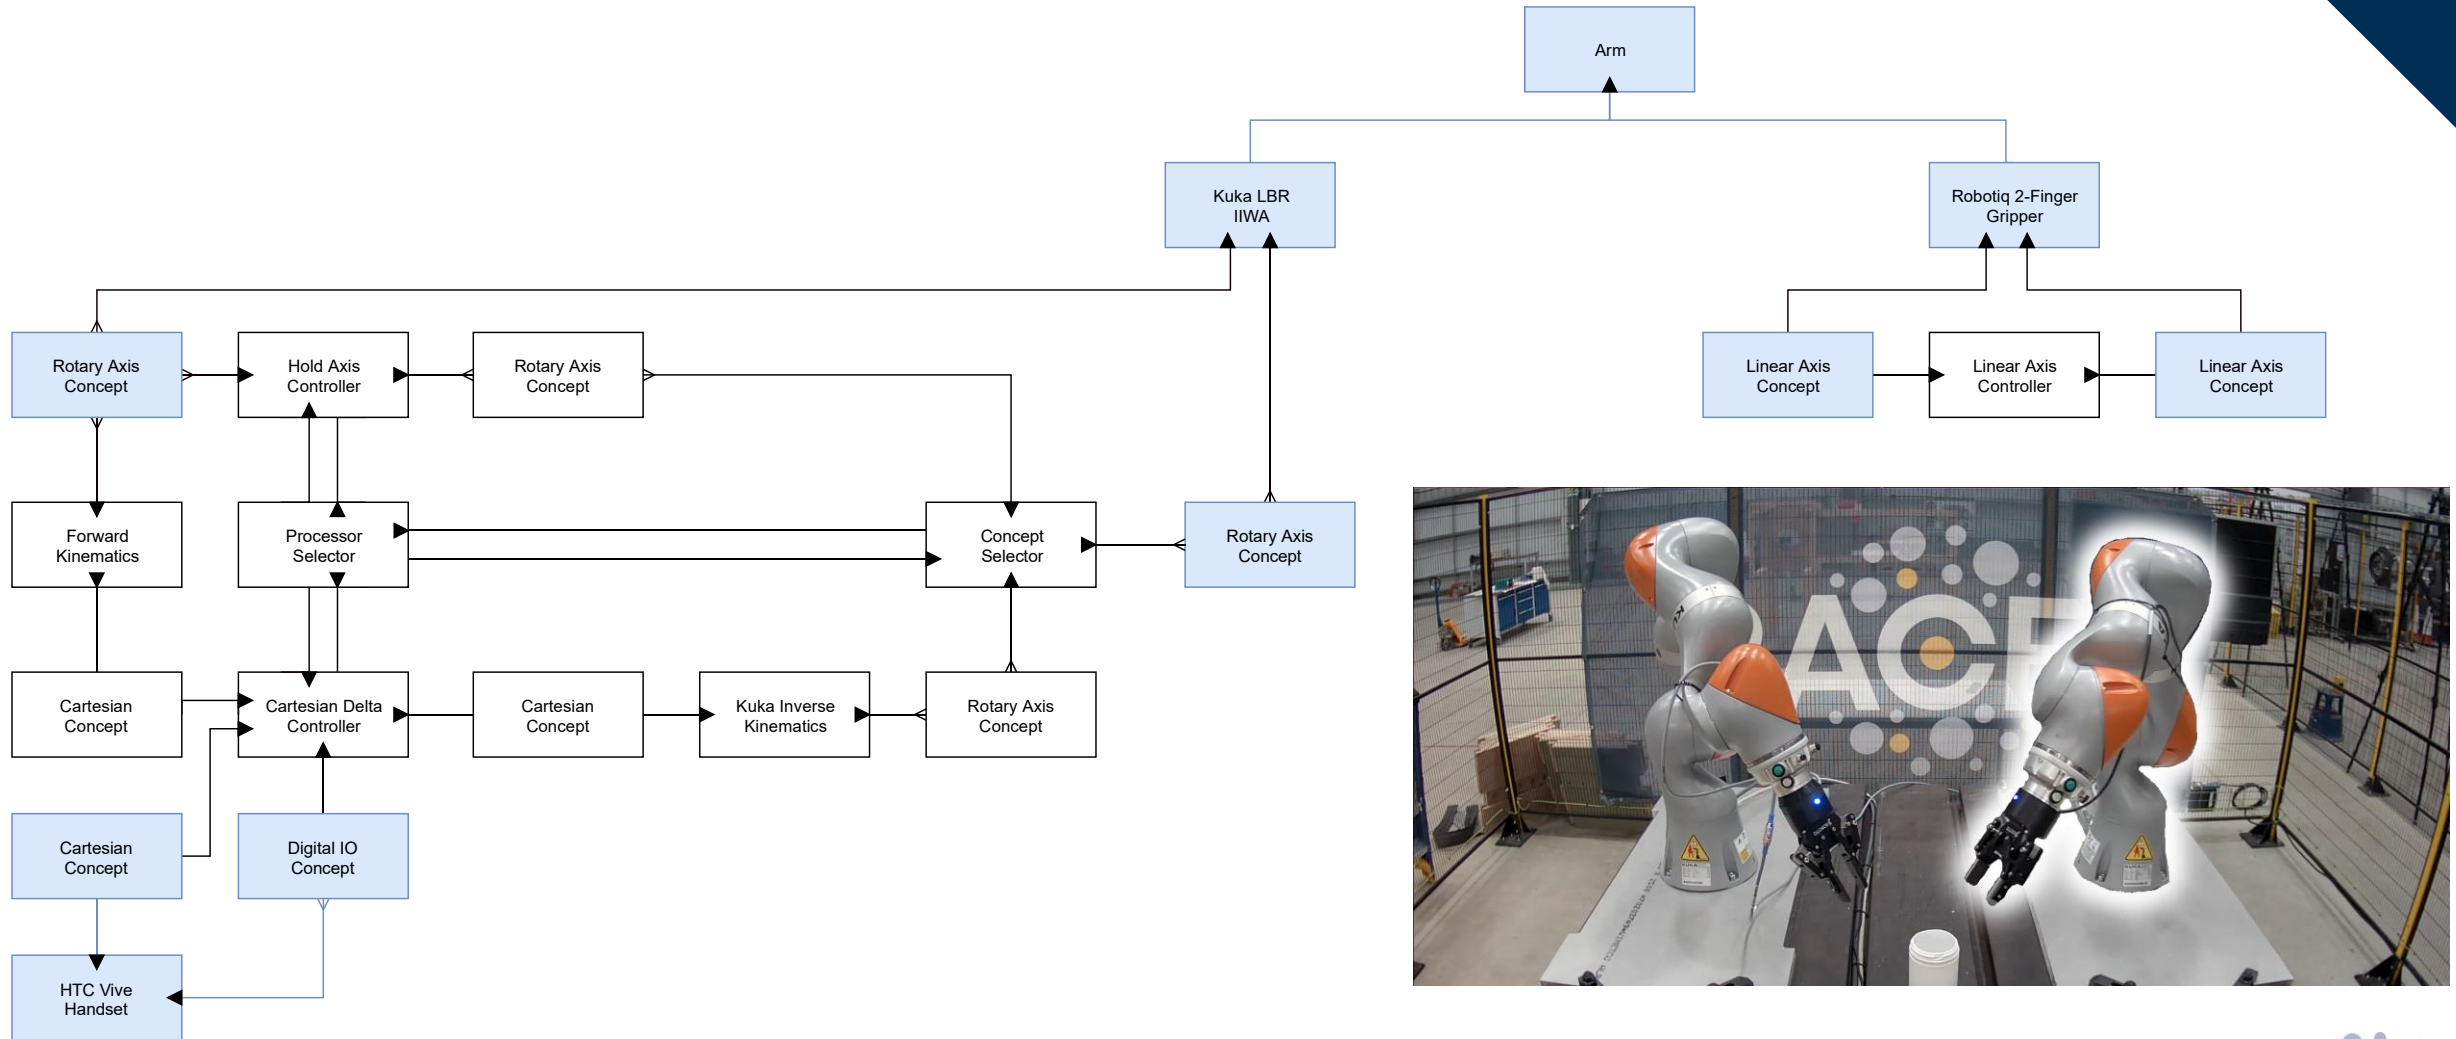 Arm
Kuka LBR
IIWA
Robotiq 2-Finger
Gripper
Rotary Axis
Concept
Hold Axis
Controller
Rotary Axis
Concept
Linear Axis
Concept
Linear Axis
Controller
Linear Axis
Concept
Forward
Kinematics
Processor
Selector
Concept
Selector
Rotary Axis
Concept
Cartesian
Concept
Cartesian Delta
Controller
Cartesian
Concept
Kuka Inverse
Kinematics
Rotary Axis
Concept
Cartesian
Concept
Digital IO
Concept
HTC Vive
Handset